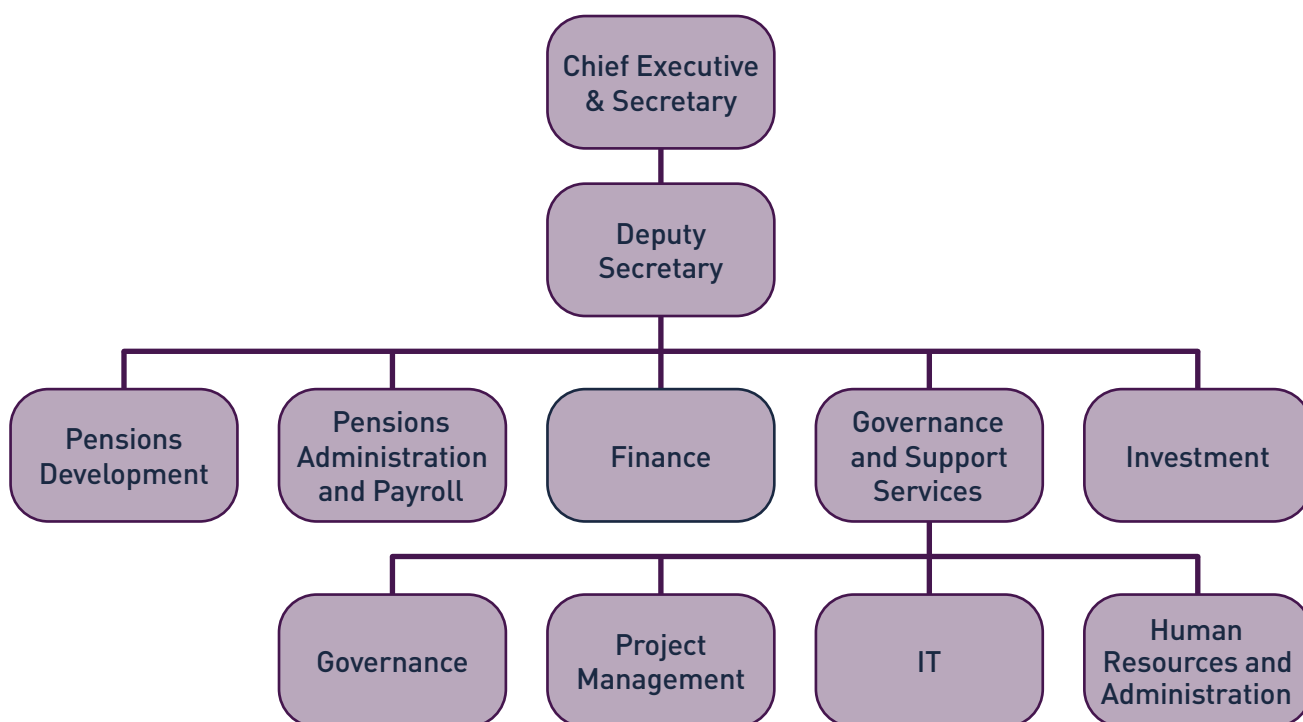 Chief Executive
& Secretary
Deputy
Secretary
Pensions
Development
Pensions
Administration
and Payroll
Finance
Governance
and Support
Services
Investment
Governance
Project
Management
IT
Human
Resources and
Administration